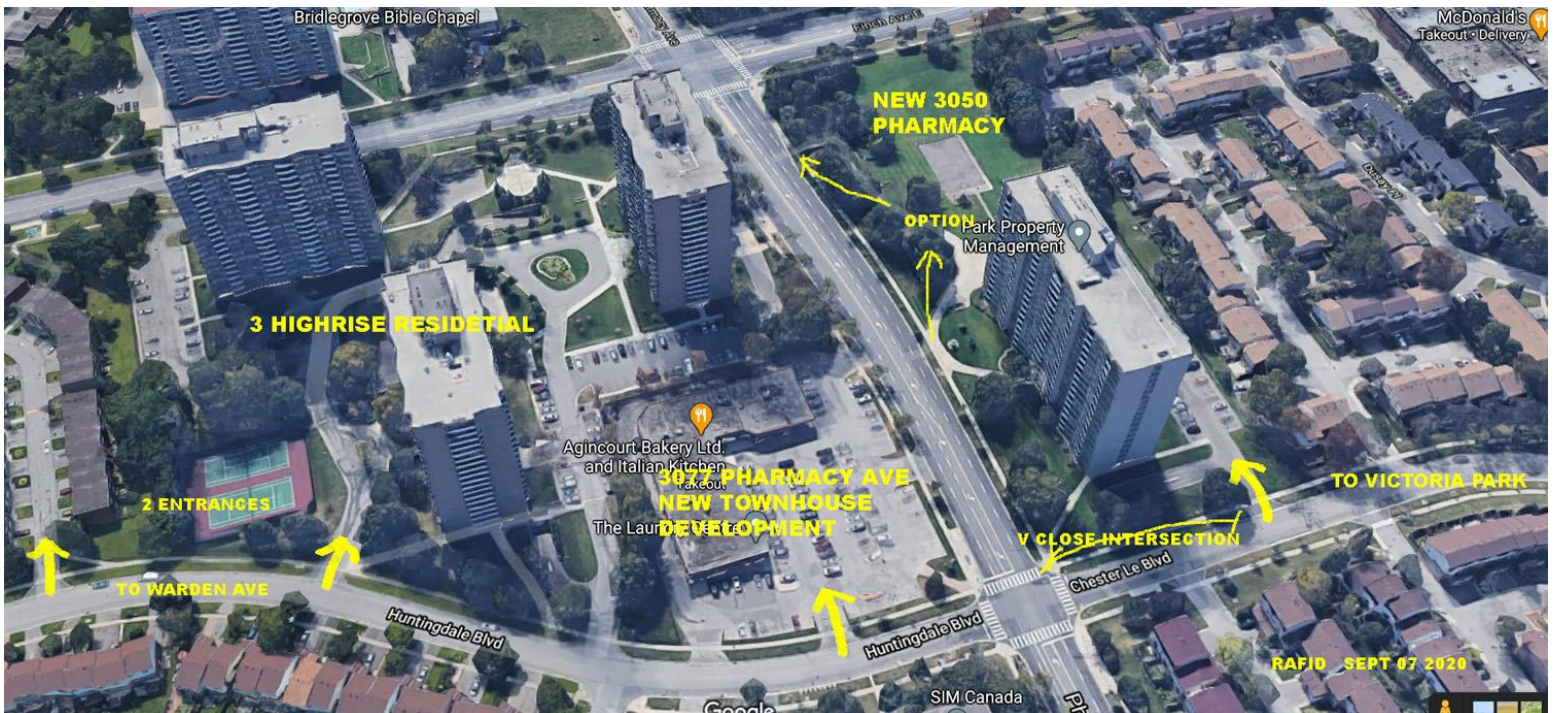 Bridlegrove Bible Chapel
Finch Ave E
McDonald's
Takeout • Delivery
NEW 3050
PHARMACY
OPTION
Park Property
Management
3 HIGHRISE RESIDETIAL
Agincourt Bakery Ltd.
and Italian Kitchen
Takeout
3077 PHARMACY AVE
NEW TOWNHOUSE
DEVELOPMENT
TO VICTORIA PARK
2 ENTRANCES
V CLOSE INTERSECTION
Chester Le Blvd
TO WARDEN AVE
Huntingdale Blvd
Huntingdale Blvd
RAFID SEPT 07 2020
SIM Canada
Google